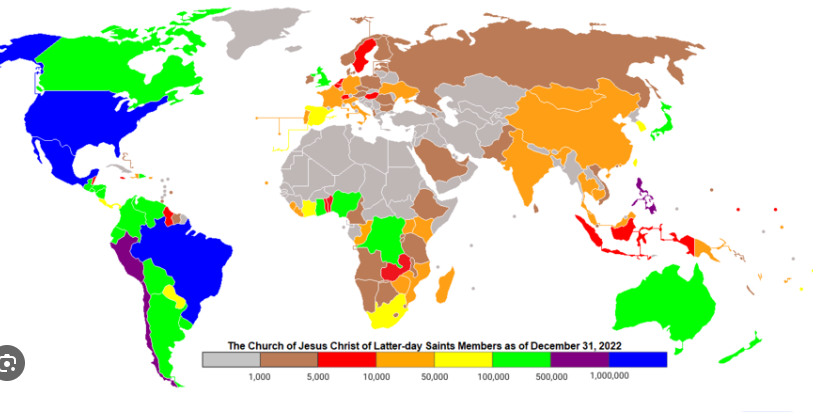 The Church of Jesus Christ of Latter-day Saints Members as of December 31, 2022
1,000 5,000 10,000 50,000 100,000 500,000 1,000,000